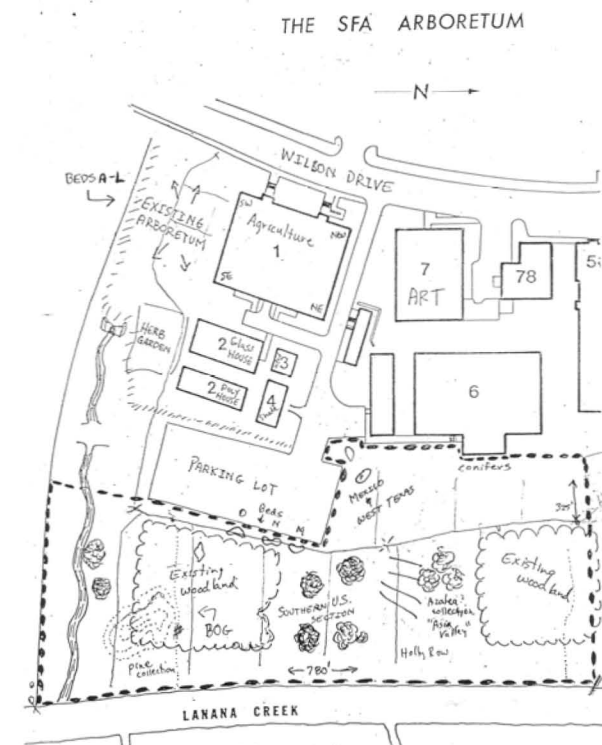 THE SFA ARBORETUM
N
WILSON DRIVE
BEDS A-L
EXISTING
ARBORETUM
SW
NW
Agriculture
1
SE
NE
7
ART
78
5
HERB
GARDEN
2 GLASS
HOUSE
3
2 POLY
HOUSE
4
6
PARKING LOT
conifers
MEXICO
WEST TEXAS
325'
Beds
N
Existing
woodland
BOG
pine
collection
SOUTHERN U.S.
SECTION
780'
Azalea
collection
"Asia
Valley"
Holly Row
Existing
woodland
LANANA CREEK